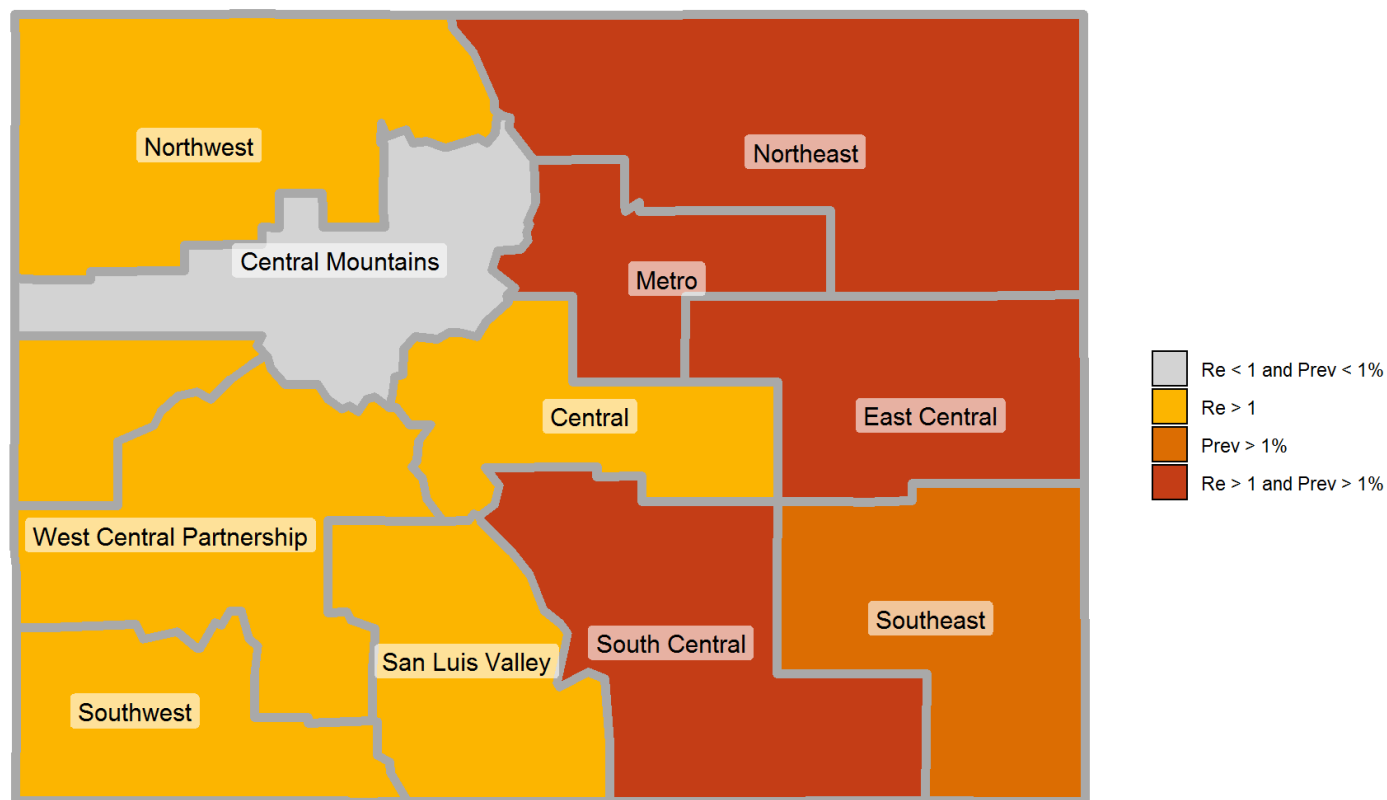 Northwest
Northeast
Central Mountains
Metro
Central
East Central
West Central Partnership
Southeast
South Central
San Luis Valley
Southwest
Re < 1 and Prev < 1%
Re > 1
Prev > 1%
Re > 1 and Prev > 1%